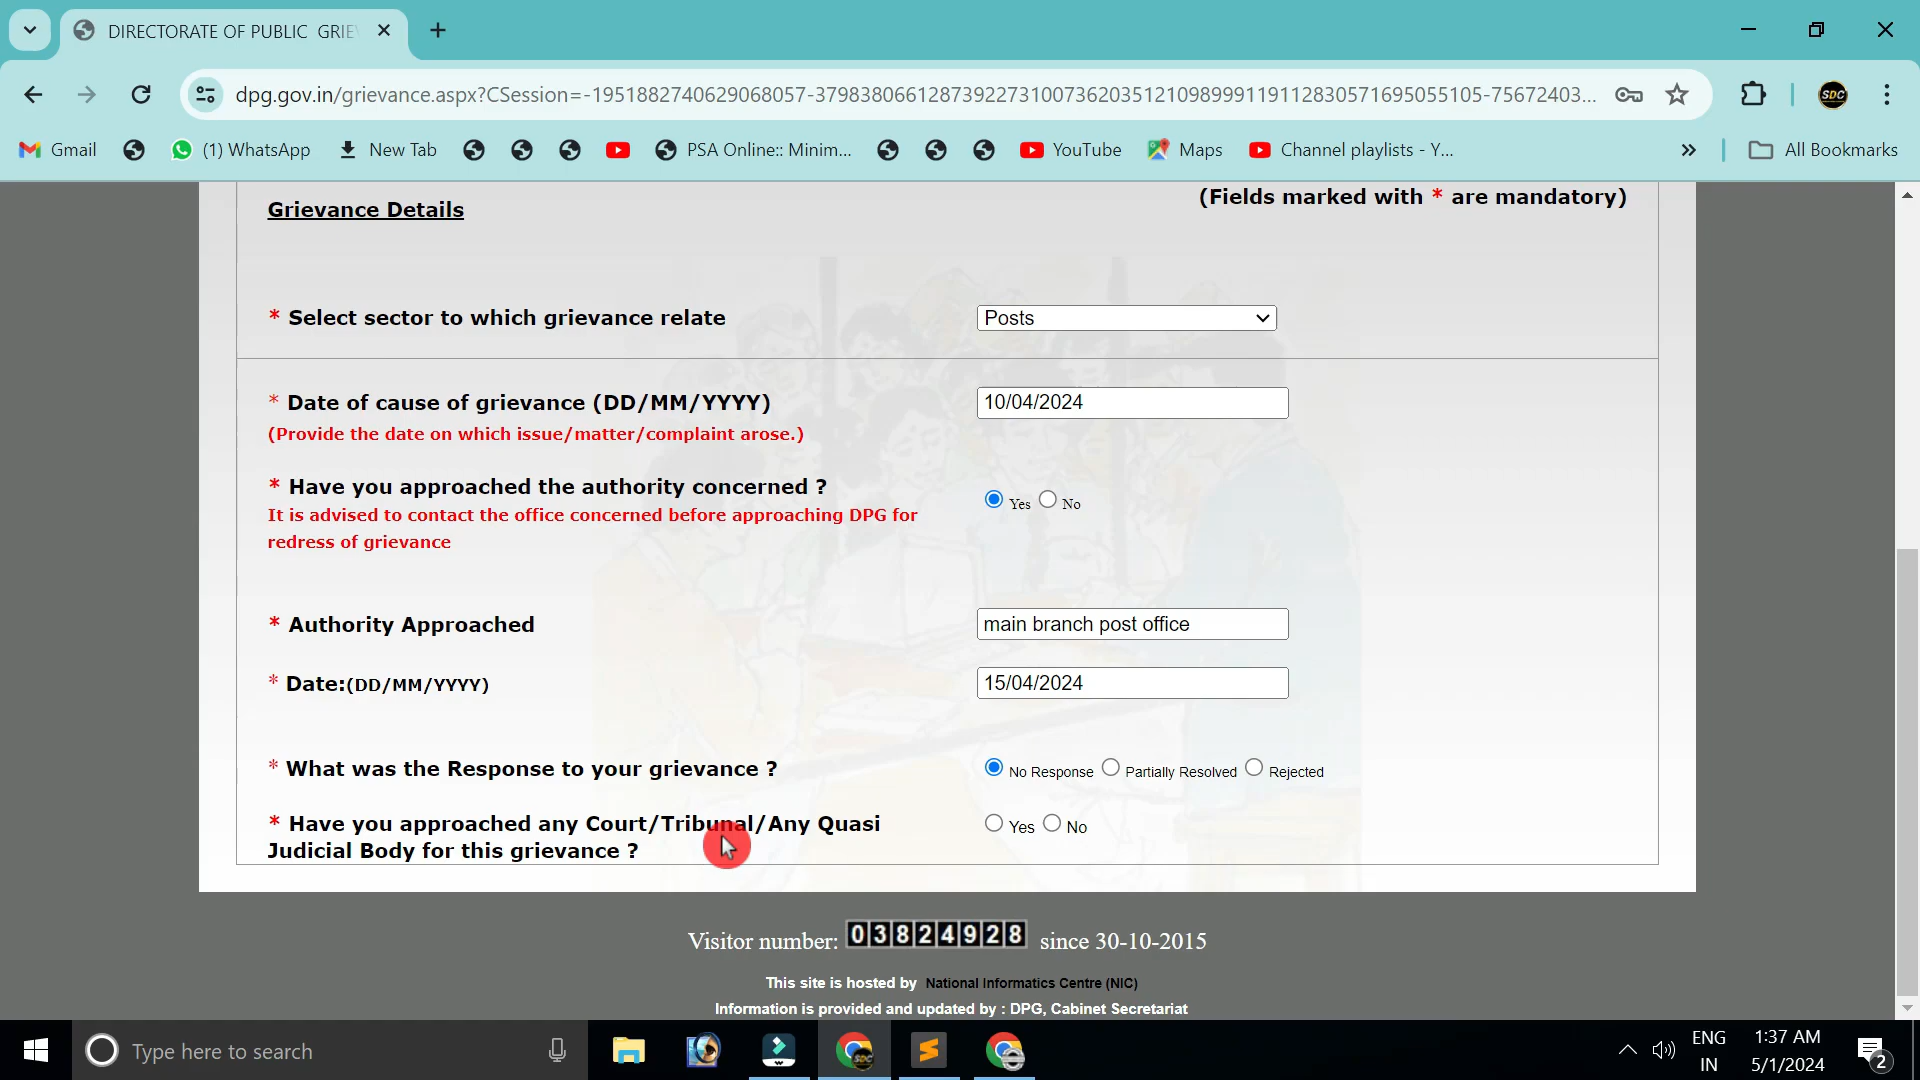 DIRECTORATE OF PUBLIC GRIE
dpg.gov.in/grievance.aspx?CSession=-1951882740629068057-3798380661287392273100736203512109899911911283057169505510​5-75672403...
SDC
Gmail
(1) WhatsApp
New Tab
PSA Online:: Minim...
YouTube
Maps
Channel playlists - Y...
All Bookmarks
(Fields marked with * are mandatory)
Grievance Details
* Select sector to which grievance relate
Posts
* Date of cause of grievance (DD/MM/YYYY)
10/04/2024
(Provide the date on which issue/matter/complaint arose.)
* Have you approached the authority concerned ?
Yes No
It is advised to contact the office concerned before approaching DPG for
redress of grievance
* Authority Approached
main branch post office
* Date:(DD/MM/YYYY)
15/04/2024
* What was the Response to your grievance ?
No Response Partially Resolved Rejected
* Have you approached any Court/Tribunal/Any Quasi
Judicial Body for this grievance ?
Yes No
Visitor number: 03824928 since 30-10-2015
This site is hosted by National Informatics Centre (NIC)
Information is provided and updated by : DPG, Cabinet Secretariat
Type here to search
SDC
ENG
IN
1:37 AM
5/1/2024
2